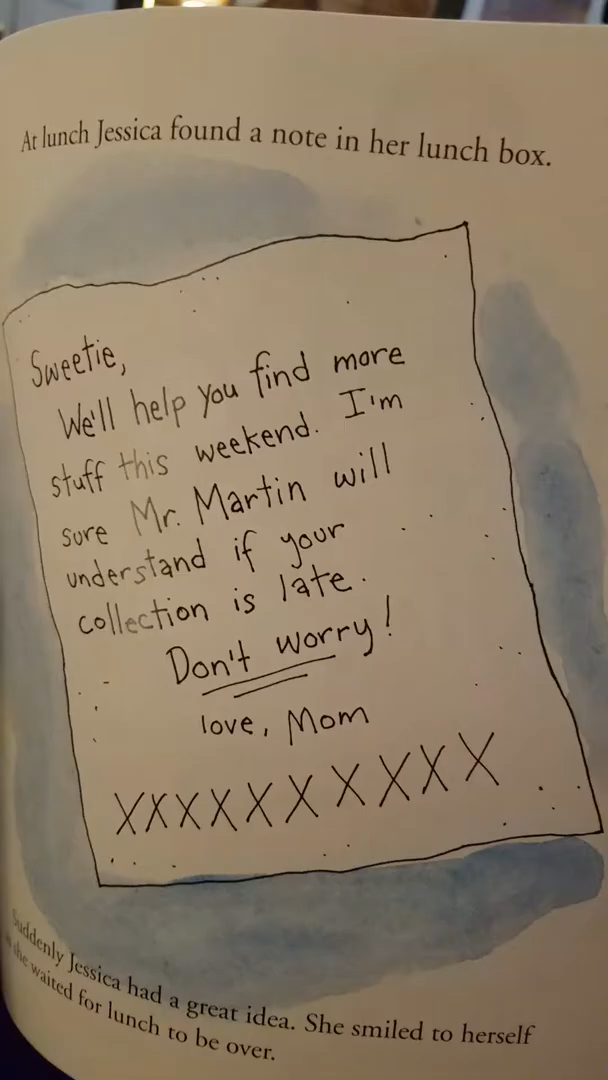 At lunch Jessica found a note in her lunch box.
Sweetie,
We'll help you find more
stuff this weekend. I'm
sure Mr. Martin will
understand if your
collection is late.
Don't worry!
love, Mom
XXXXXXXXXX
Suddenly Jessica had a great idea. She smiled to herself
as she waited for lunch to be over.